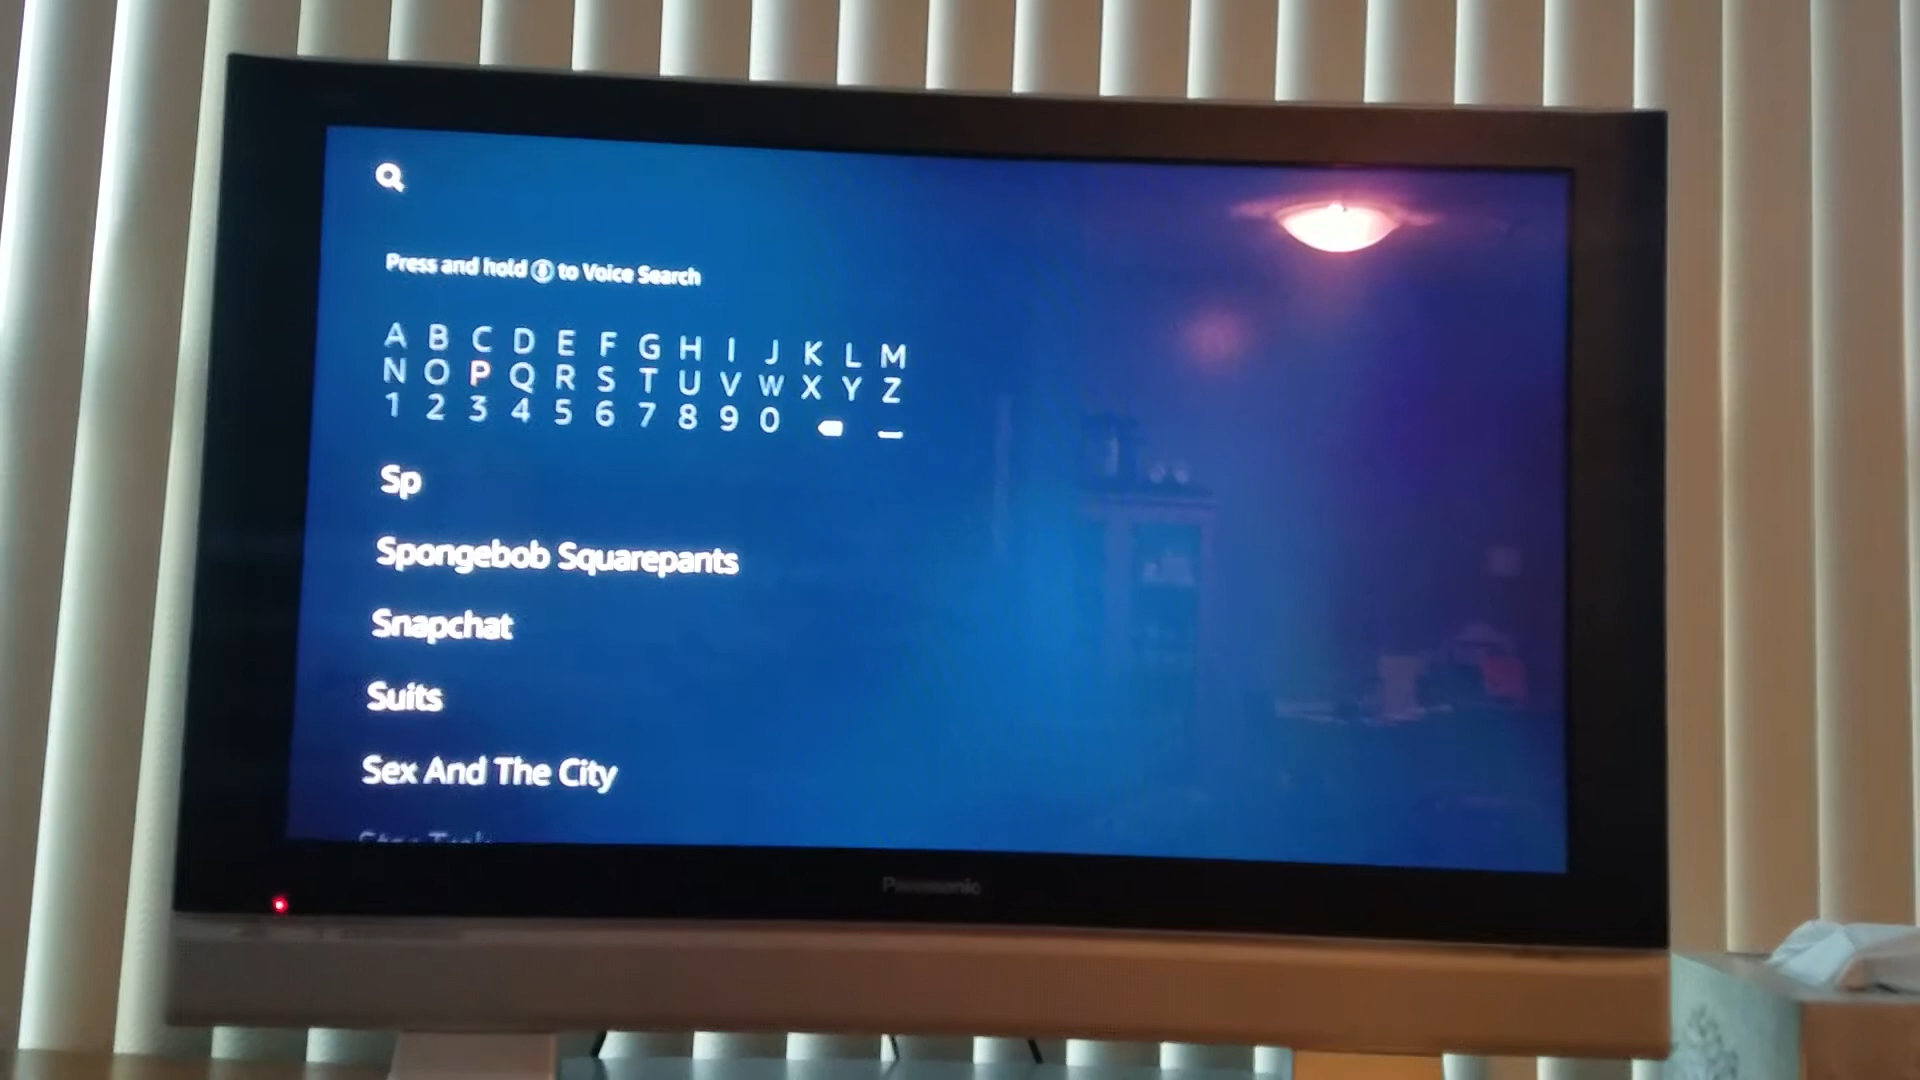 Press and hold to Voice Search
A B C D E F G H I J K L M
N O P Q R S T U V W X Y Z
1 2 3 4 5 6 7 8 9 0
Sp
Spongebob Squarepants
Snapchat
Suits
Sex And The City
Panasonic